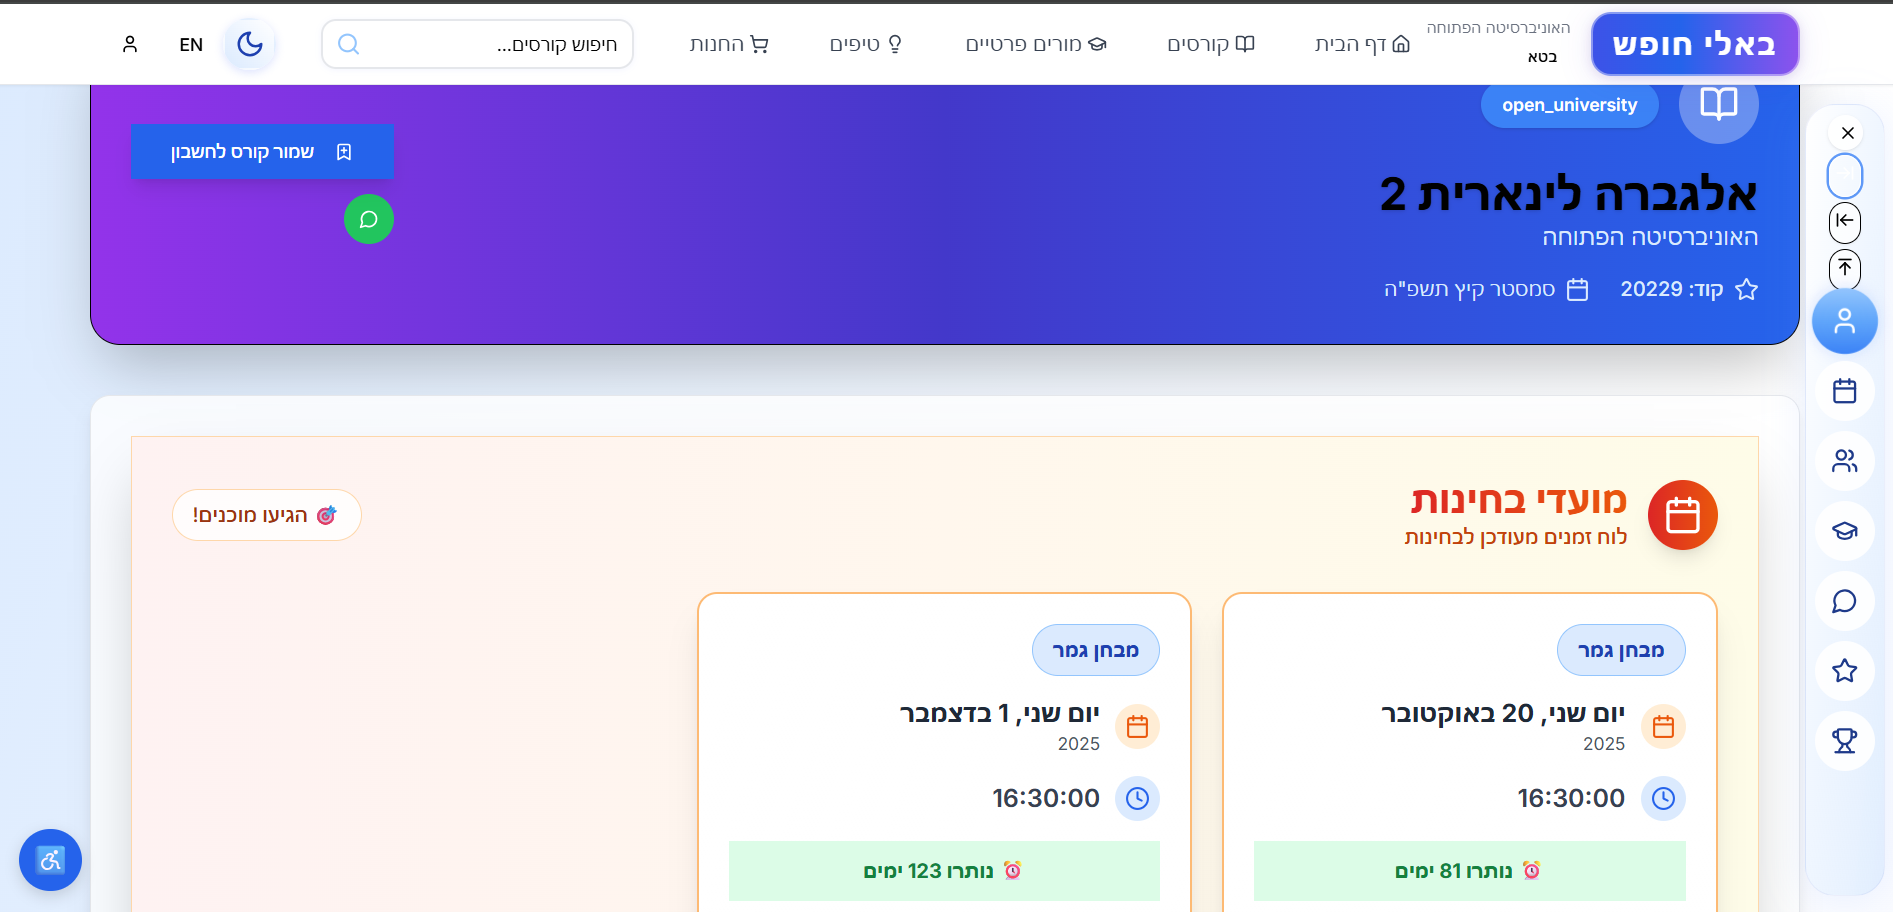 באלי חופש
האוניברסיטה הפתוחה
בטא
דף הבית
קורסים
מורים פרטיים
טיפים
החנות
חיפוש קורסים...
EN
open_university
שמור קורס לחשבון
אלגברה לינארית 2
האוניברסיטה הפתוחה
קוד: 20229
סמסטר קיץ תשפ"ה
מועדי בחינות
לוח זמנים מעודכן לבחינות
🎯 הגיעו מוכנים!
מבחן גמר
יום שני, 20 באוקטובר
2025
16:30:00
⏰ נותרו 81 ימים
מבחן גמר
יום שני, 1 בדצמבר
2025
16:30:00
⏰ נותרו 123 ימים